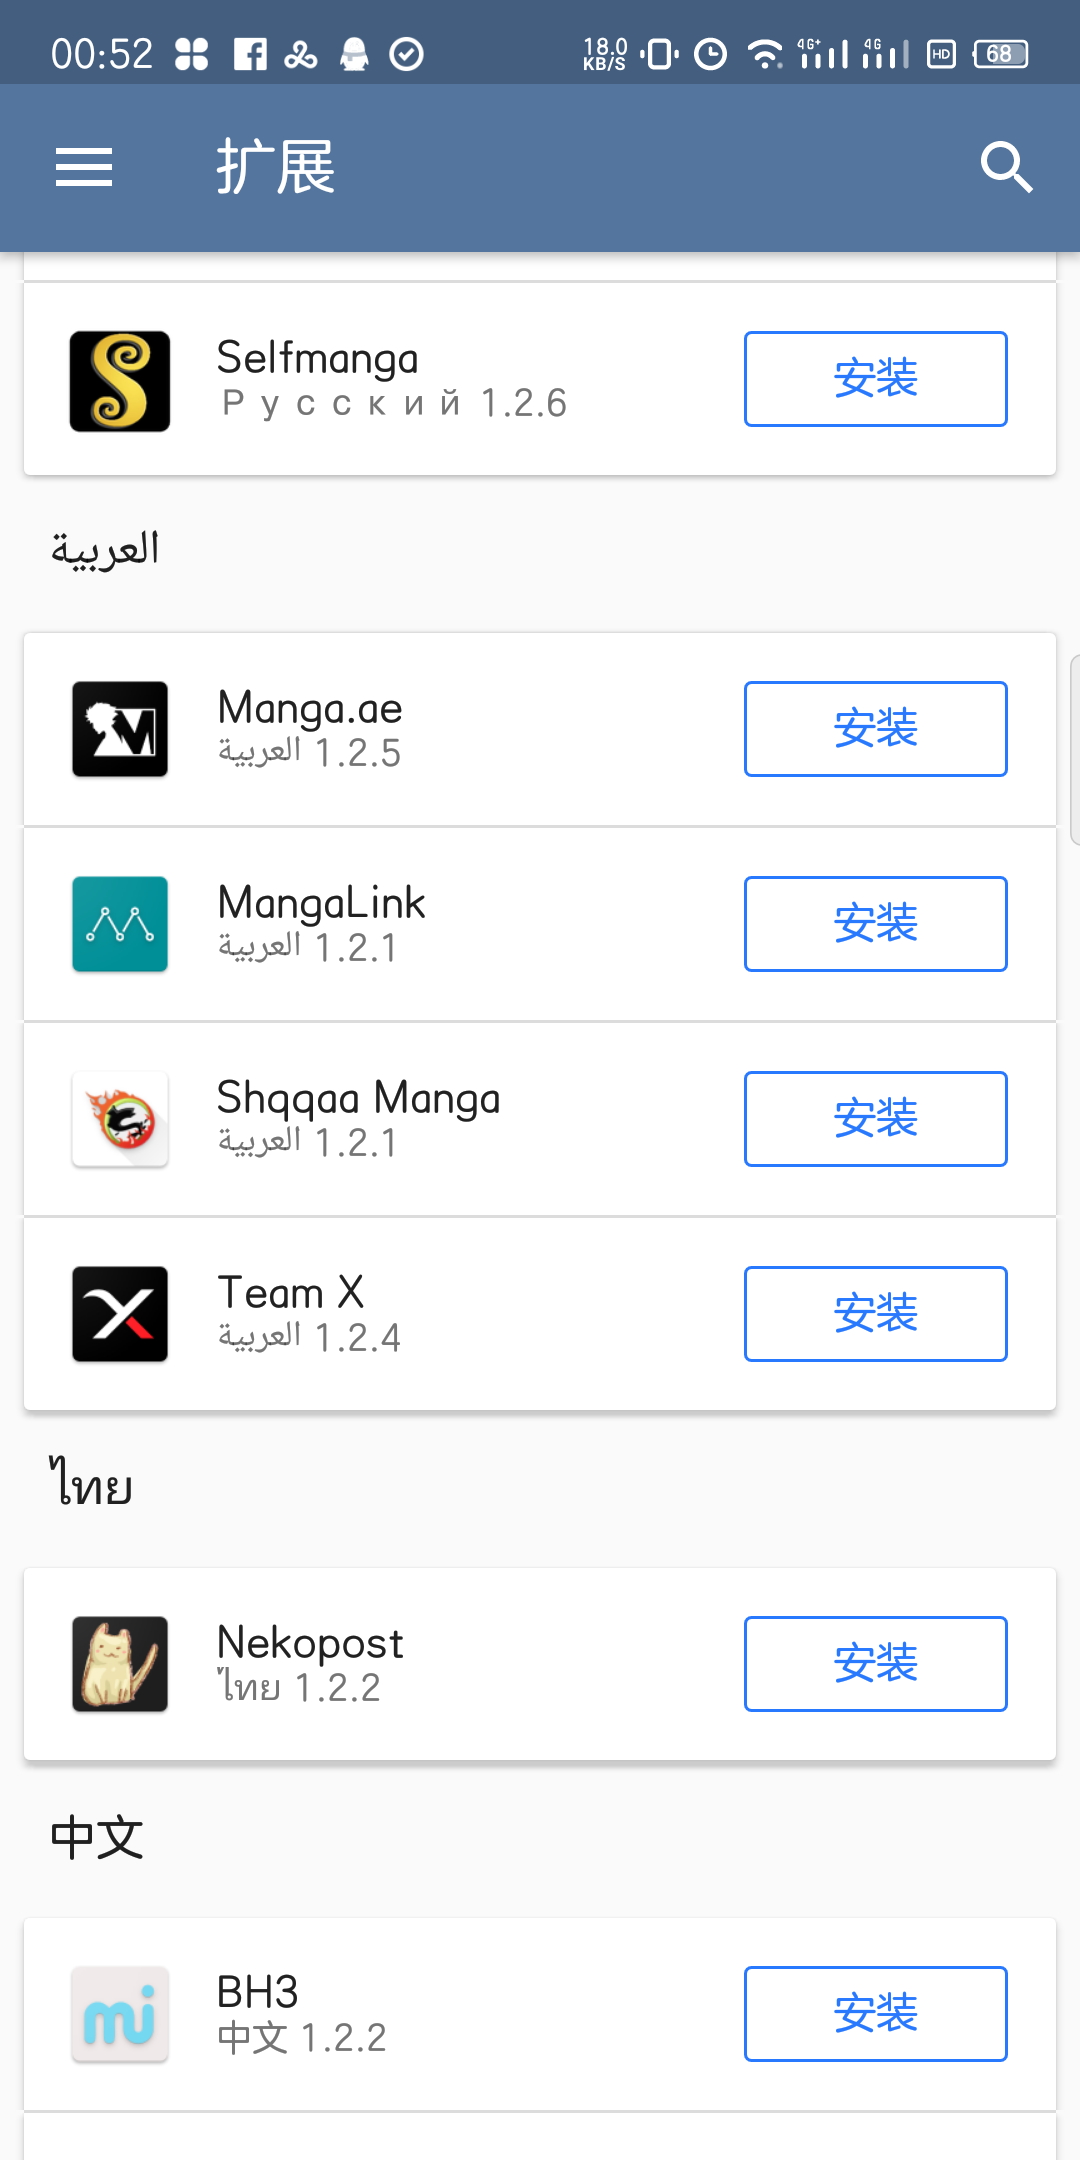 00:52 18.0 KB/S 4G+ 4G HD 68
扩展
Selfmanga
Русский 1.2.6
安装
العربية
Manga.ae
العربية 1.2.5
安装
MangaLink
العربية 1.2.1
安装
Shqqaa Manga
العربية 1.2.1
安装
Team X
العربية 1.2.4
安装
ไทย
Nekopost
ไทย 1.2.2
安装
中文
BH3
中文 1.2.2
安装